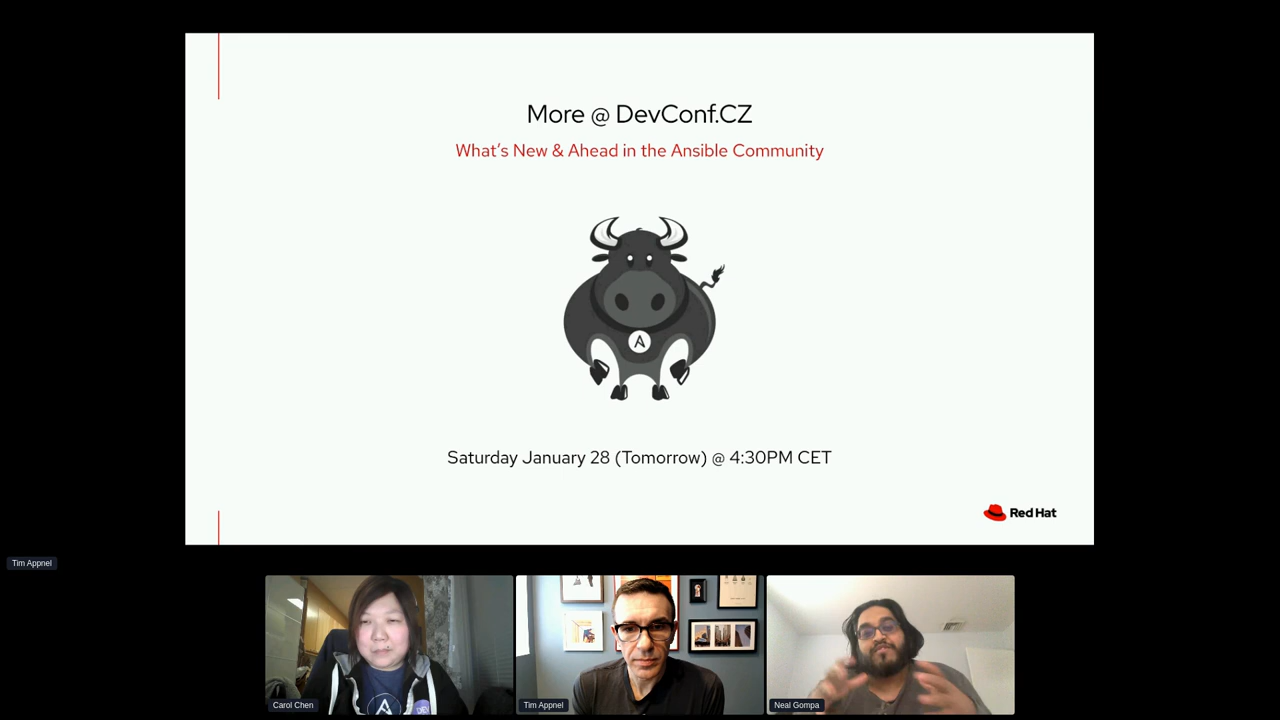 More @ DevConf.CZ
What's New & Ahead in the Ansible Community
Saturday January 28 (Tomorrow) @ 4:30PM CET
Red Hat
Tim Appnel
Carol Chen
Tim Appnel
Neal Gompa